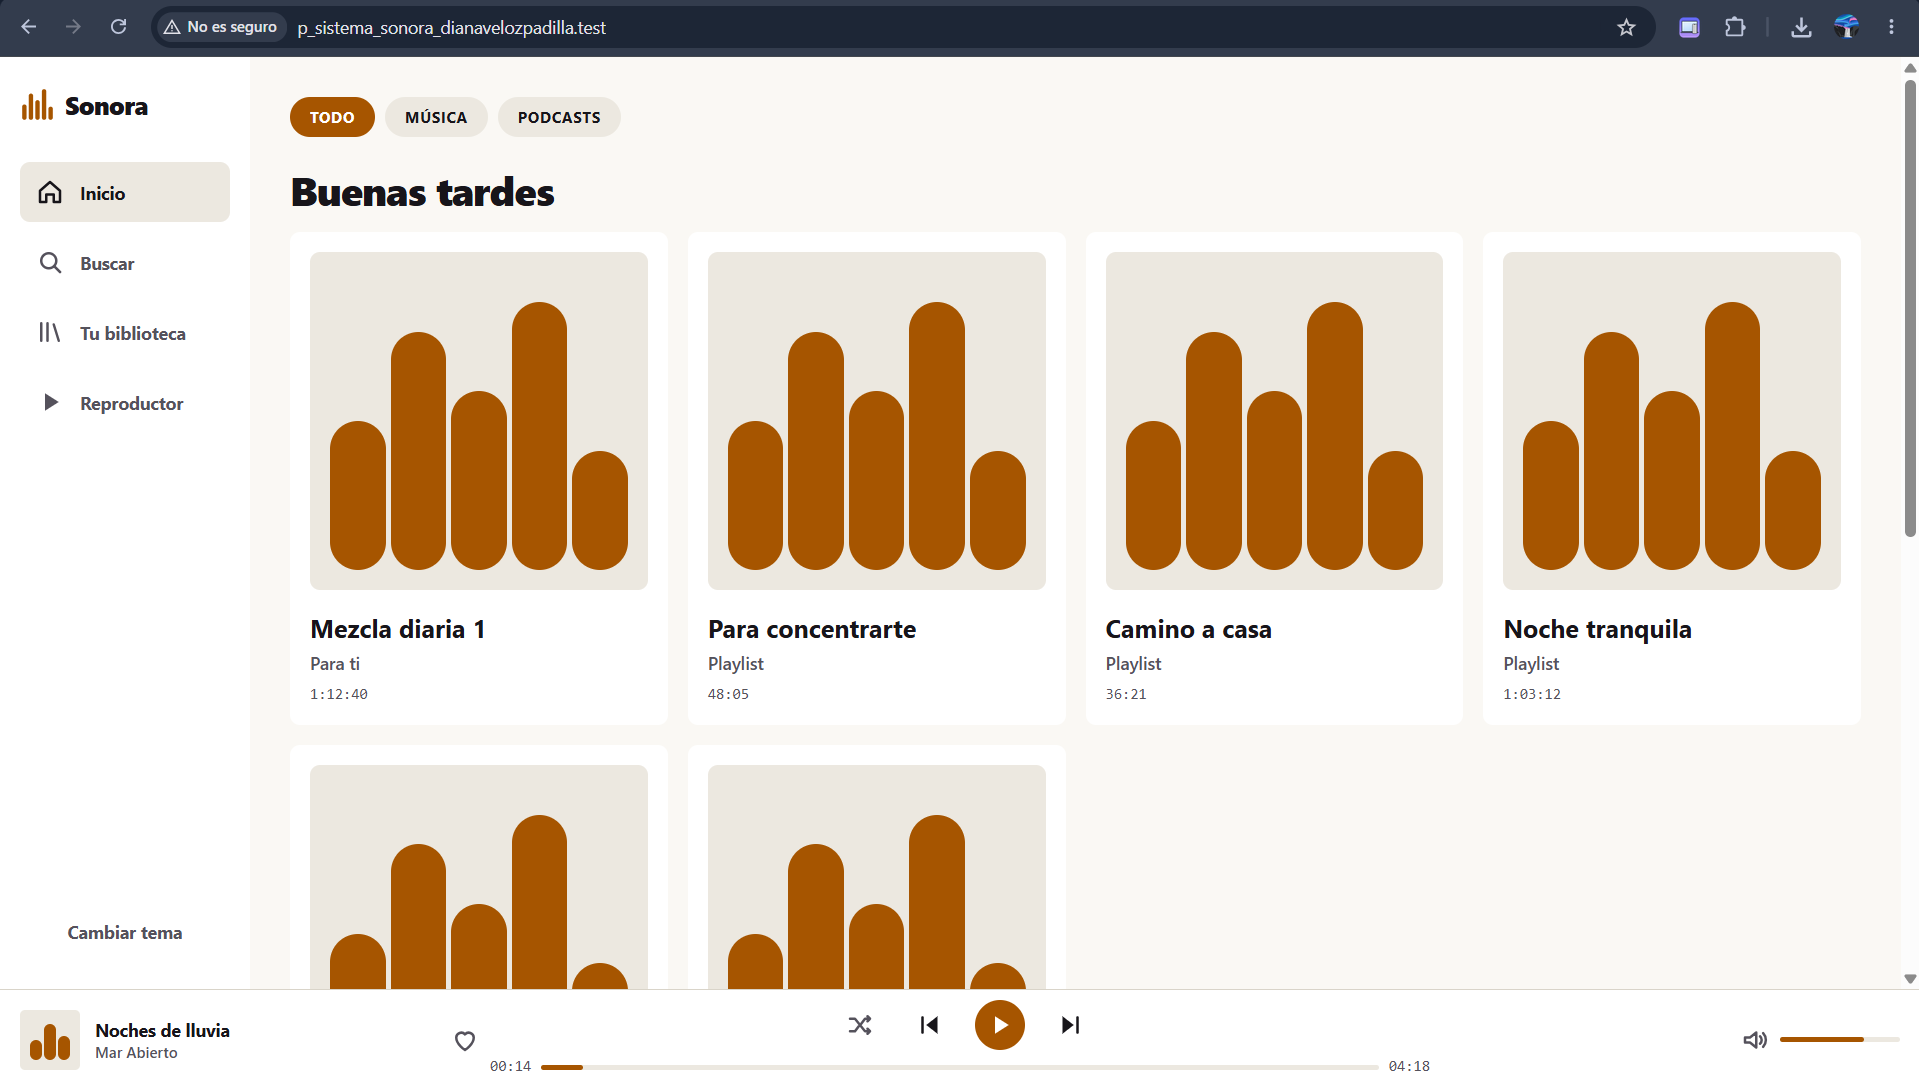 No es seguro
p_sistema_sonora_dianavelozpadilla.test
Sonora
Inicio
Buscar
Tu biblioteca
Reproductor
Cambiar tema
TODO
MÚSICA
PODCASTS
Buenas tardes
Mezcla diaria 1
Para ti
1:12:40
Para concentrarte
Playlist
48:05
Camino a casa
Playlist
36:21
Noche tranquila
Playlist
1:03:12
Noches de lluvia
Mar Abierto
00:14
04:18